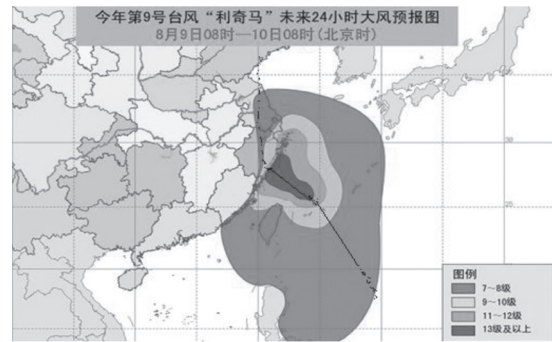 今年第9号台风“利奇马”未来24小时大风预报图
8月9日08时—10日08时(北京时)
30
25
图例
7～8级
9～10级
11～12级
13级及以上